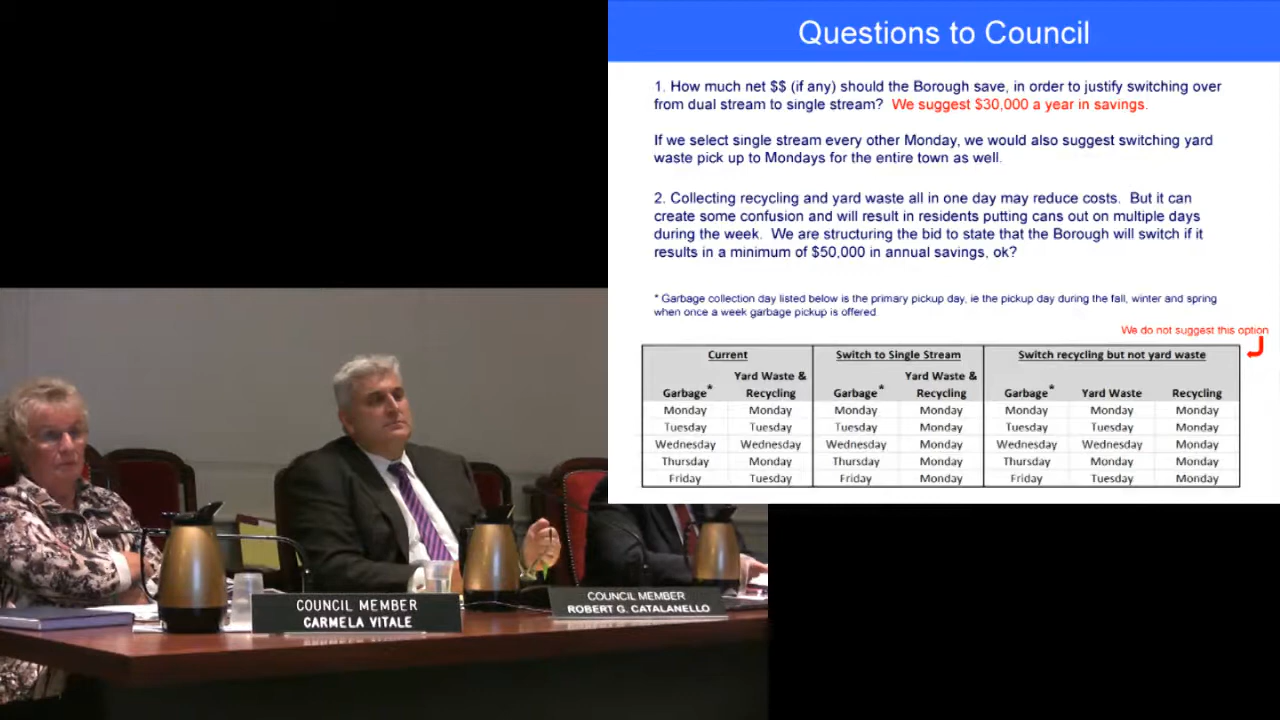 Questions to Council
1. How much net $$ (if any) should the Borough save, in order to justify switching over
from dual stream to single stream? We suggest $30,000 a year in savings.
If we select single stream every other Monday, we would also suggest switching yard
waste pick up to Mondays for the entire town as well.
2. Collecting recycling and yard waste all in one day may reduce costs. But it can
create some confusion and will result in residents putting cans out on multiple days
during the week. We are structuring the bid to state that the Borough will switch if it
results in a minimum of $50,000 in annual savings, ok?
* Garbage collection day listed below is the primary pickup day, ie the pickup day during the fall, winter and spring
when once a week garbage pickup is offered
We do not suggest this option
Current Switch to Single Stream Switch recycling but not yard waste
Yard Waste & Yard Waste &
Garbage* Recycling Garbage* Recycling Garbage* Yard Waste Recycling
Monday Monday Monday Monday Monday Monday Monday
Tuesday Tuesday Tuesday Monday Tuesday Tuesday Monday
Wednesday Wednesday Wednesday Monday Wednesday Wednesday Monday
Thursday Monday Thursday Monday Thursday Monday Monday
Friday Tuesday Friday Monday Friday Tuesday Monday
COUNCIL MEMBER
CARMELA VITALE
COUNCIL MEMBER
ROBERT G. CATALANELLO